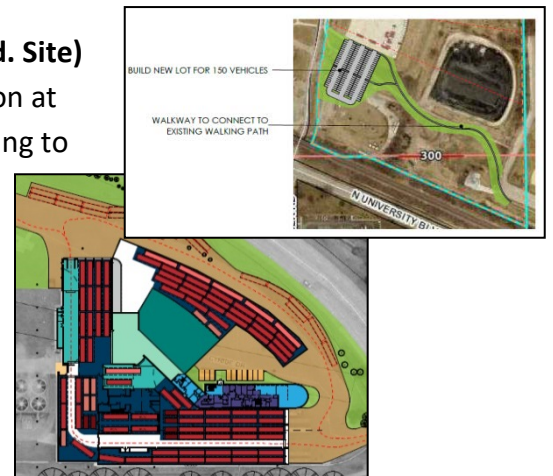 d. Site)
on at
ing to
BUILD NEW LOT FOR 150 VEHICLES
WALKWAY TO CONNECT TO
EXISTING WALKING PATH
300
N UNIVERSITY BL